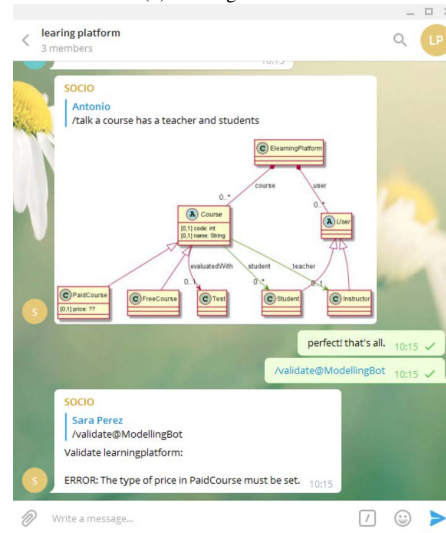 learing platform
3 members
LP
10:15
SOCIO
Antonio
/talk a course has a teacher and students
C ElearningPlatform
course
user
0..*
0..*
A Course
A User
[0,1] code: int
[0,1] name: String
evaluatedWith
student
teacher
0..1
0..*
0..1
C PaidCourse
C FreeCourse
C Test
C Student
C Instructor
[0,1] price: ??
S
perfect! that's all. 10:15
/validate@ModellingBot 10:15
SOCIO
Sara Perez
/validate@ModellingBot
Validate learningplatform:
ERROR: The type of price in PaidCourse must be set. 10:15
S
Write a message...